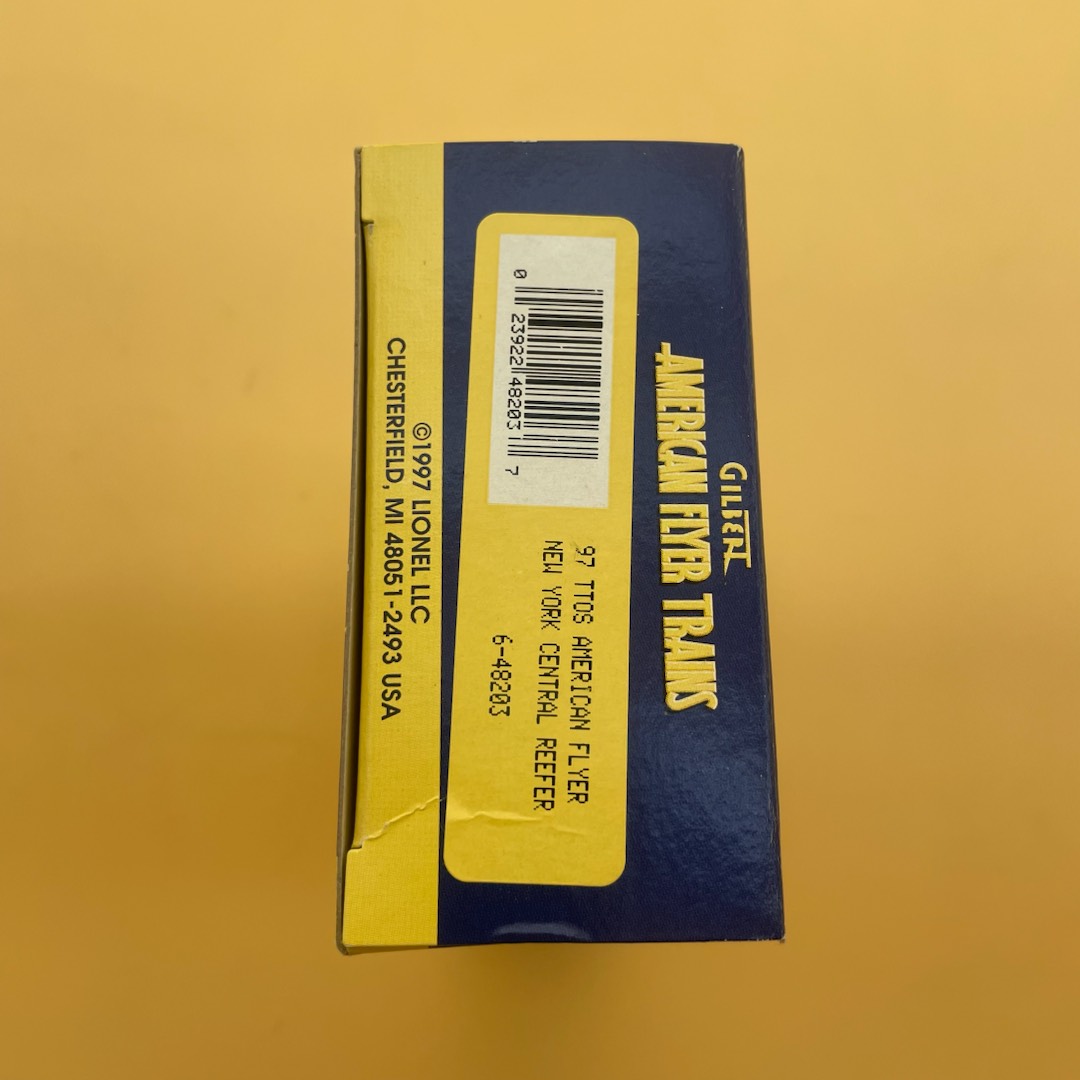 GILBERT
AMERICAN FLYER TRAINS
0 23922 48203 7
97 TTOS AMERICAN FLYER
NEW YORK CENTRAL REEFER
6-48203
©1997 LIONEL LLC
CHESTERFIELD, MI 48051-2493 USA